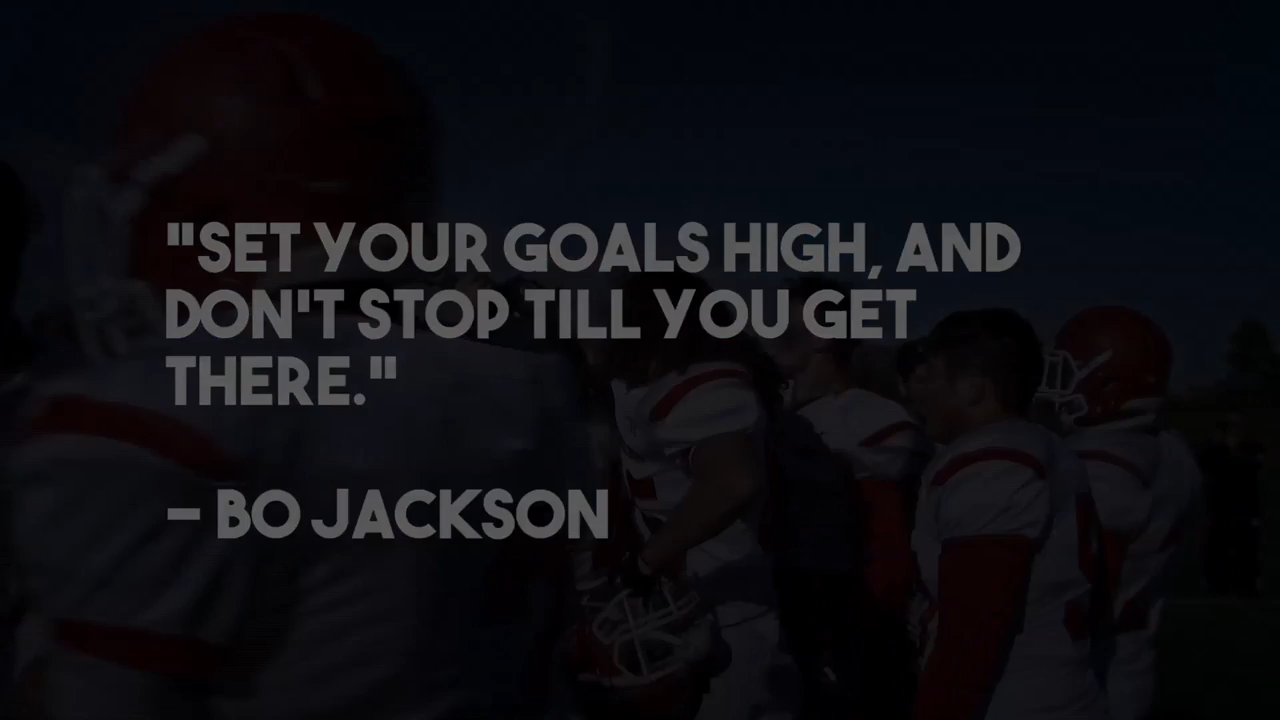 "SET YOUR GOALS HIGH, AND
DON'T STOP TILL YOU GET
THERE."
– BO JACKSON